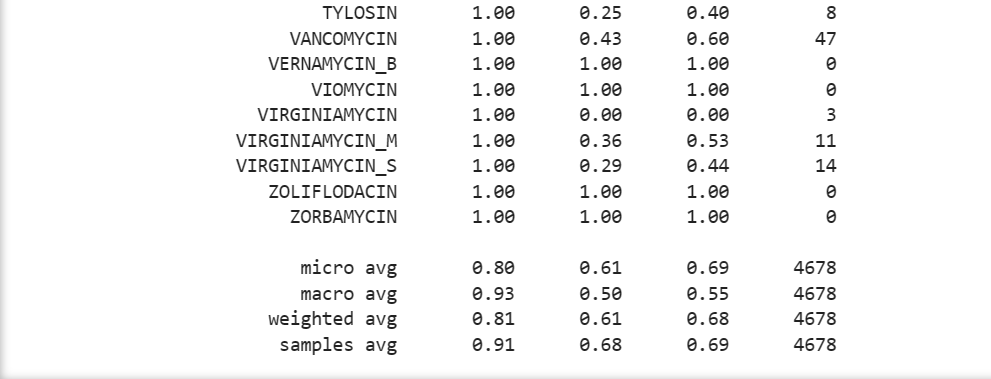 TYLOSIN 1.00 0.25 0.40 8
VANCOMYCIN 1.00 0.43 0.60 47
VERNAMYCIN_B 1.00 1.00 1.00 0
VIOMYCIN 1.00 1.00 1.00 0
VIRGINIAMYCIN 1.00 0.00 0.00 3
VIRGINIAMYCIN_M 1.00 0.36 0.53 11
VIRGINIAMYCIN_S 1.00 0.29 0.44 14
ZOLIFLODACIN 1.00 1.00 1.00 0
ZORBAMYCIN 1.00 1.00 1.00 0
micro avg 0.80 0.61 0.69 4678
macro avg 0.93 0.50 0.55 4678
weighted avg 0.81 0.61 0.68 4678
samples avg 0.91 0.68 0.69 4678